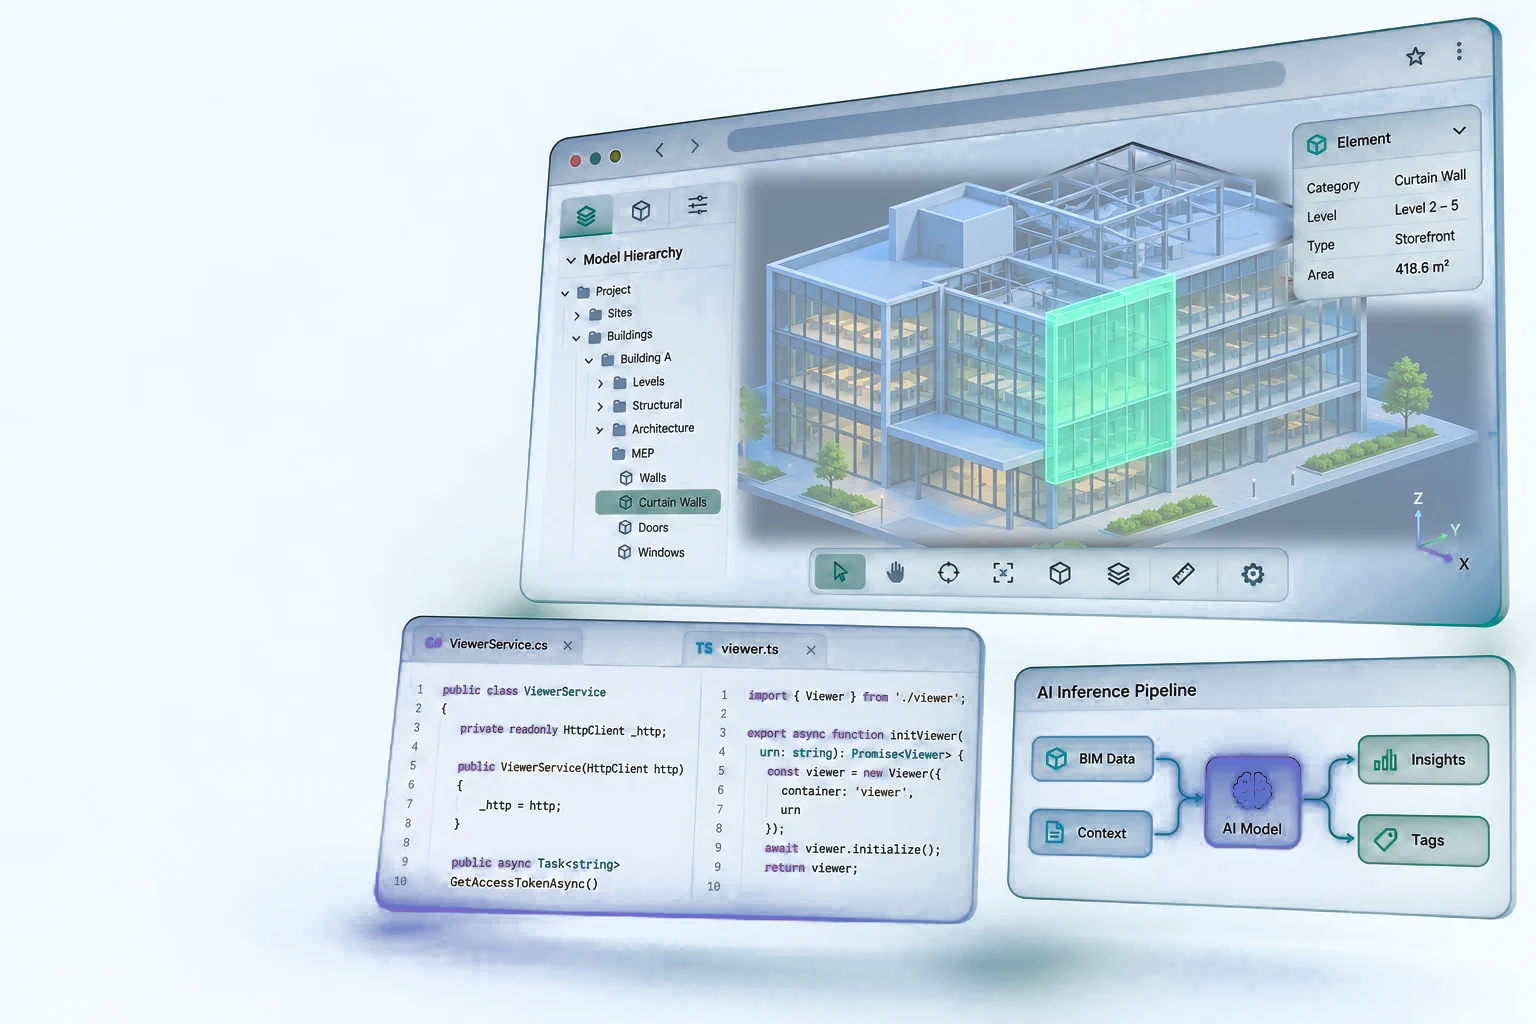 Element
Category Curtain Wall
Level Level 2 – 5
Type Storefront
Area 418.6 m²
Model Hierarchy
Project
Sites
Buildings
Building A
Levels
Structural
Architecture
MEP
Walls
Curtain Walls
Doors
Windows
Z
Y
X
C# ViewerService.cs
1 public class ViewerService
2 {
3 private readonly HttpClient _http;
4
5 public ViewerService(HttpClient http)
6 {
7 _http = http;
8 }
8
9 public async Task<string>
10 GetAccessTokenAsync()
TS viewer.ts
1 import { Viewer } from './viewer';
2
3 export async function initViewer(
4 urn: string): Promise<Viewer> {
5 const viewer = new Viewer({
6 container: 'viewer',
7 urn
8 });
9 await viewer.initialize();
9 return viewer;
10
AI Inference Pipeline
BIM Data
Context
AI Model
Insights
Tags